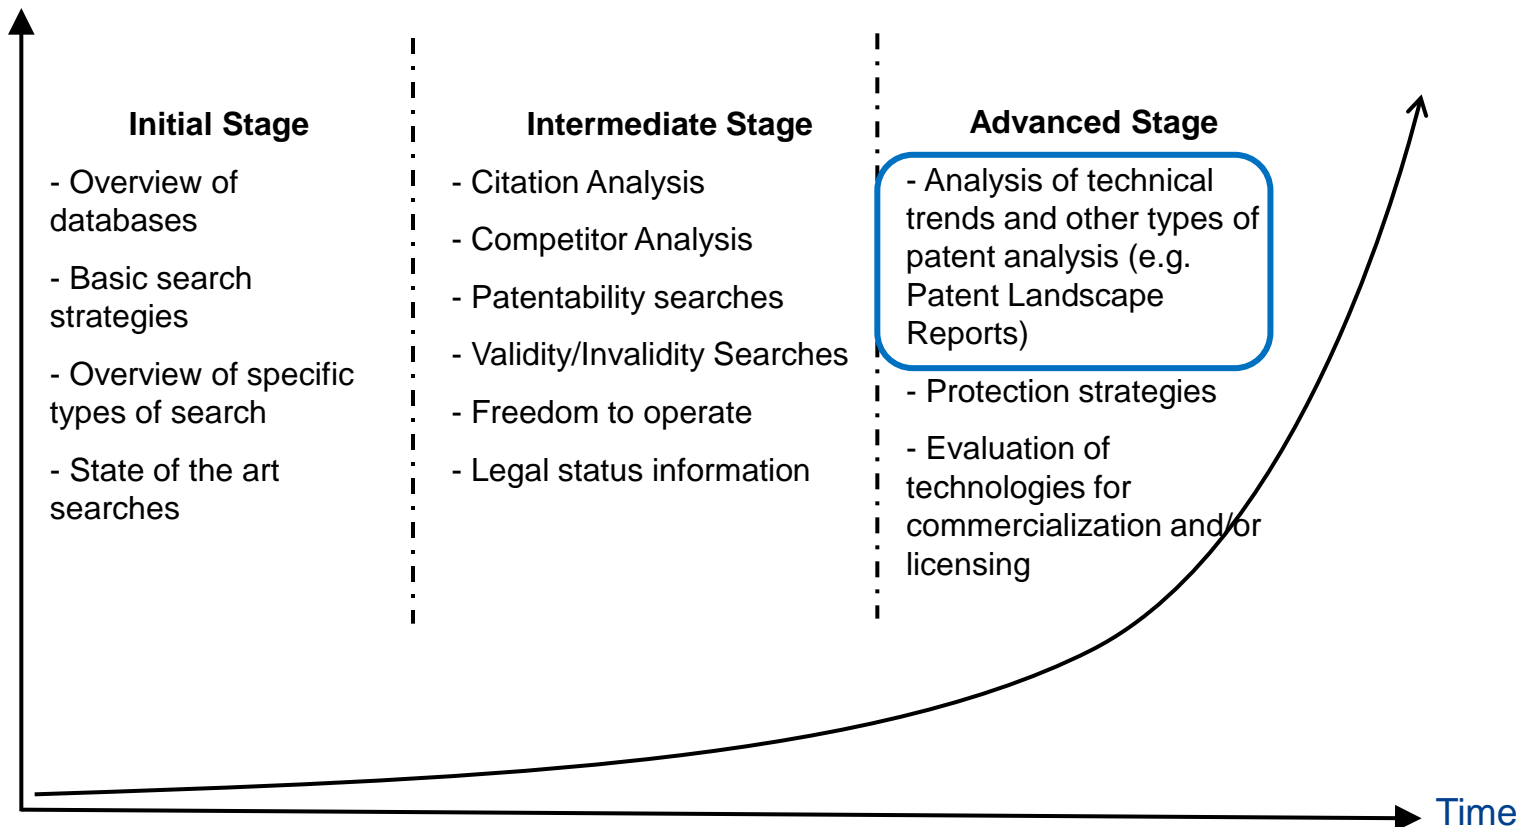 Initial Stage
- Overview of
databases
- Basic search
strategies
- Overview of specific
types of search
- State of the art
searches
Intermediate Stage
- Citation Analysis
- Competitor Analysis
- Patentability searches
- Validity/Invalidity Searches
- Freedom to operate
- Legal status information
Advanced Stage
- Analysis of technical
trends and other types of
patent analysis (e.g.
Patent Landscape
Reports)
- Protection strategies
- Evaluation of
technologies for
commercialization and/or
licensing
Time